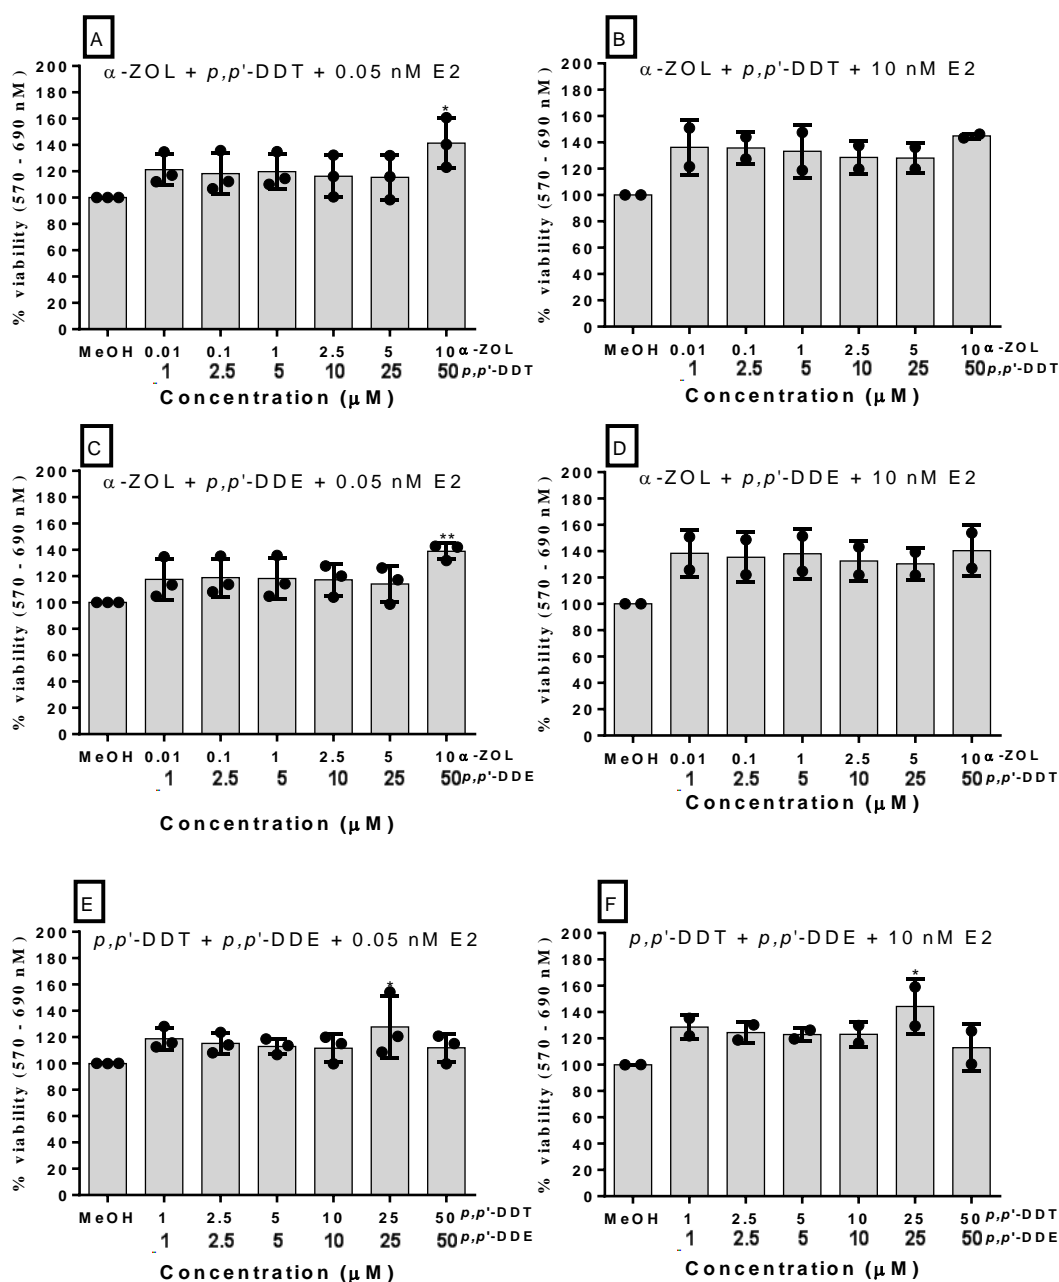 A
α-ZOL + p,p'-DDT + 0.05 nM E2
% viability (570 - 690 nM)
200
180
160
140
120
100
80
60
40
20
0
*
MeOH 0.01 0.1 1 2.5 5 10 α-ZOL
1 2.5 5 10 25 50 p,p'-DDT
Concentration (μM)
B
α-ZOL + p,p'-DDT + 10 nM E2
% viability (570 - 690 nM)
200
180
160
140
120
100
80
60
40
20
0
MeOH 0.01 0.1 1 2.5 5 10 α-ZOL
1 2.5 5 10 25 50 p,p'-DDT
Concentration (μM)
C
α-ZOL + p,p'-DDE + 0.05 nM E2
% viability (570 - 690 nM)
200
180
160
140
120
100
80
60
40
20
0
**
MeOH 0.01 0.1 1 2.5 5 10 α-ZOL
1 2.5 5 10 25 50 p,p'-DDE
Concentration (μM)
D
α-ZOL + p,p'-DDE + 10 nM E2
% viability (570 - 690 nM)
200
180
160
140
120
100
80
60
40
20
0
MeOH 0.01 0.1 1 2.5 5 10 α-ZOL
1 2.5 5 10 25 50 p,p'-DDT
Concentration (μM)
E
p,p'-DDT + p,p'-DDE + 0.05 nM E2
% viability (570 - 690 nM)
200
180
160
140
120
100
80
60
40
20
0
*
MeOH 1 2.5 5 10 25 50 p,p'-DDT
1 2.5 5 10 25 50 p,p'-DDE
Concentration (μM)
F
p,p'-DDT + p,p'-DDE + 10 nM E2
% viability (570 - 690 nM)
200
180
160
140
120
100
80
60
40
20
0
*
MeOH 1 2.5 5 10 25 50 p,p'-DDT
1 2.5 5 10 25 50 p,p'-DDE
Concentration (μM)